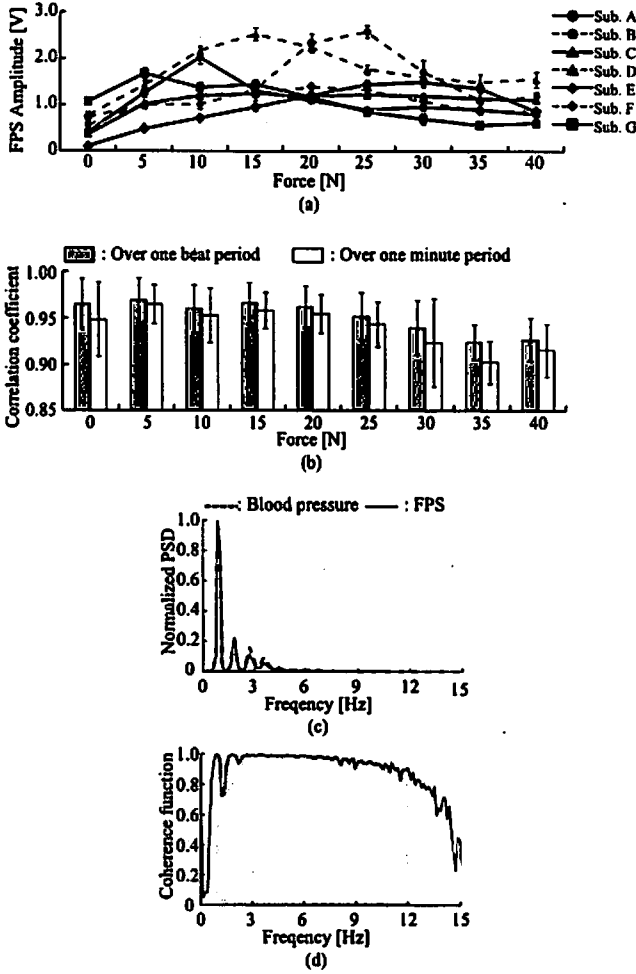 FPS Amplitude [V]
3.0
2.0
1.0
0
0 5 10 15 20 25 30 35 40
Force [N]
(a)
Sub. A
Sub. B
Sub. C
Sub. D
Sub. E
Sub. F
Sub. G
: Over one beat period : Over one minute period
Correlation coefficient
1.00
0.95
0.90
0.85
0 5 10 15 20 25 30 35 40
Force [N]
(b)
: Blood pressure : FPS
Normalized PSD
1.0
0.8
0.6
0.4
0.2
0
0 3 6 9 12 15
Freqency [Hz]
(c)
Coherence function
1.0
0.8
0.6
0.4
0.2
0
0 3 6 9 12 15
Freqency [Hz]
(d)